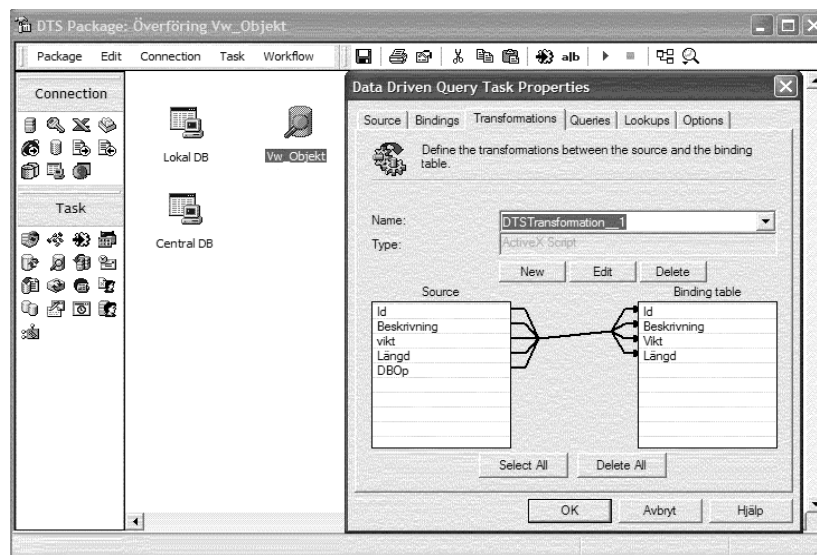 DTS Package: Överföring Vw_Objekt
Package Edit Connection Task Workflow
alb
Connection
Task
Lokal DB
Vw_Objekt
Central DB
Data Driven Query Task Properties
Source Bindings Transformations Queries Lookups Options
Define the transformations between the source and the binding
table.
Name: DTSTransformation__1
Type: ActiveX Script
New Edit Delete
Source Binding table
Id Id
Beskrivning Beskrivning
vikt Vikt
Längd Längd
DBOp
Select All Delete All
OK Avbryt Hjälp